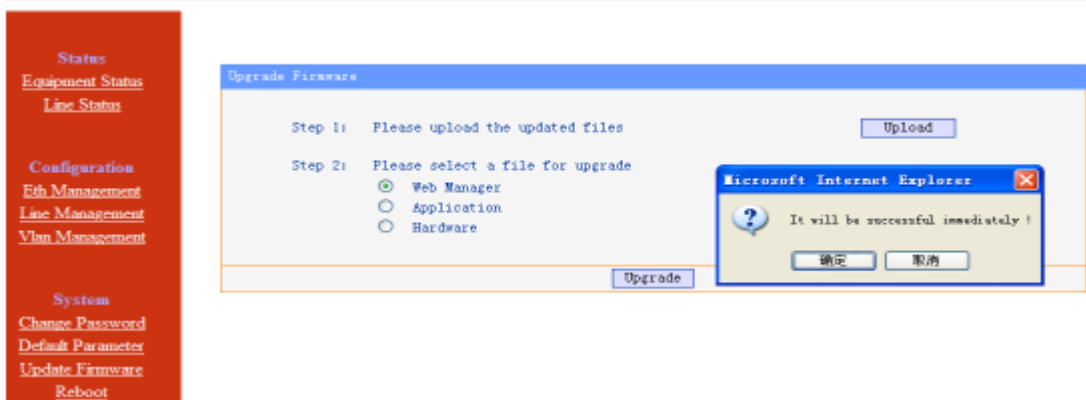 Status
Equipment Status
Line Status
Configuration
Eth Management
Line Management
Vlan Management
System
Change Password
Default Parameter
Update Firmware
Reboot
Upgrade Firmware
Step 1: Please upload the updated files Upload
Step 2: Please select a file for upgrade
Web Manager
Application
Hardware
Upgrade
Microsoft Internet Explorer
It will be successful immediately !
确定 取消